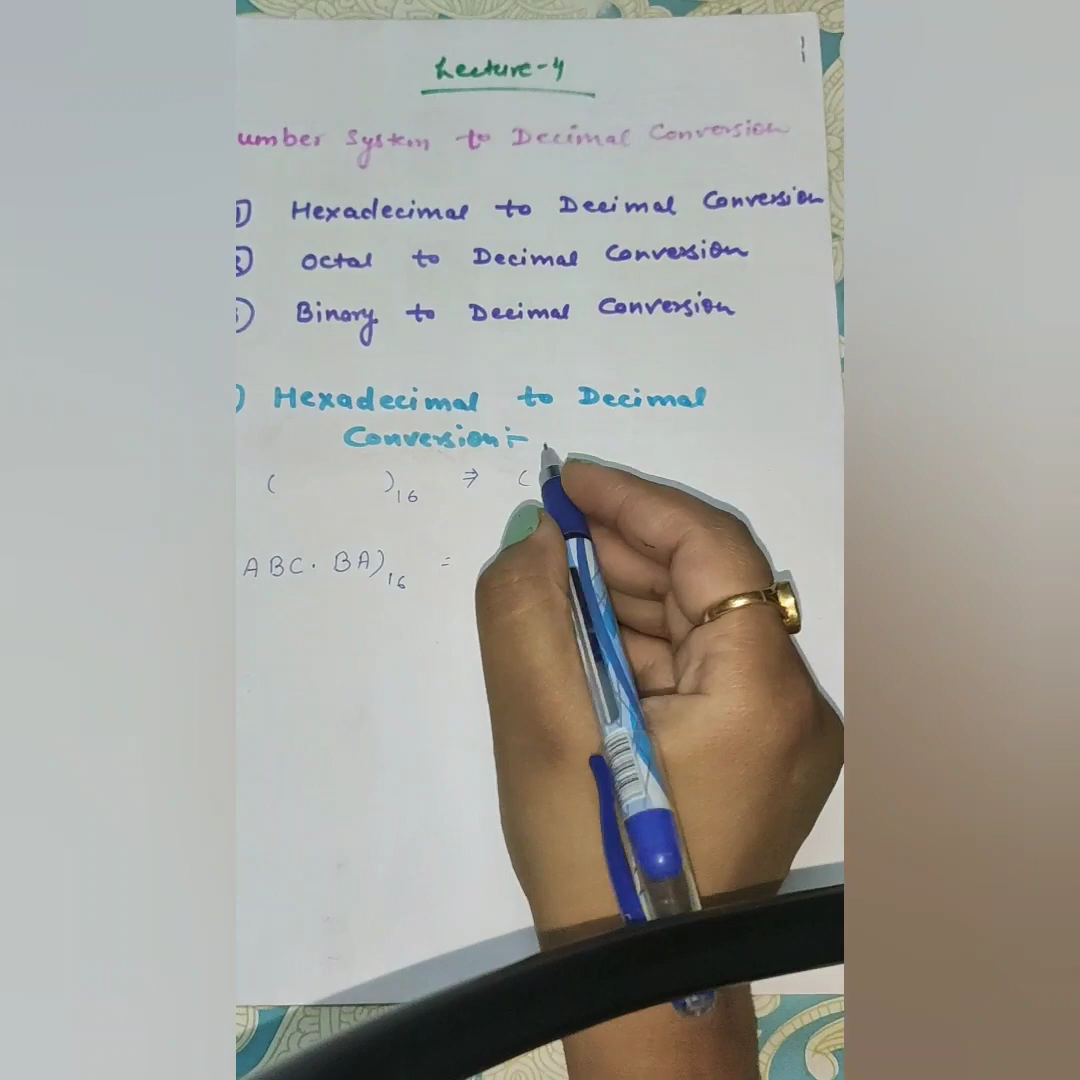 Lecture-4
umber System to Decimal Conversion
1) Hexadecimal to Decimal Conversion
Octal to Decimal Conversion
Binary to Decimal Conversion
) Hexadecimal to Decimal
Conversion:-
( )16 ⇒ (
ABC.BA)16 =